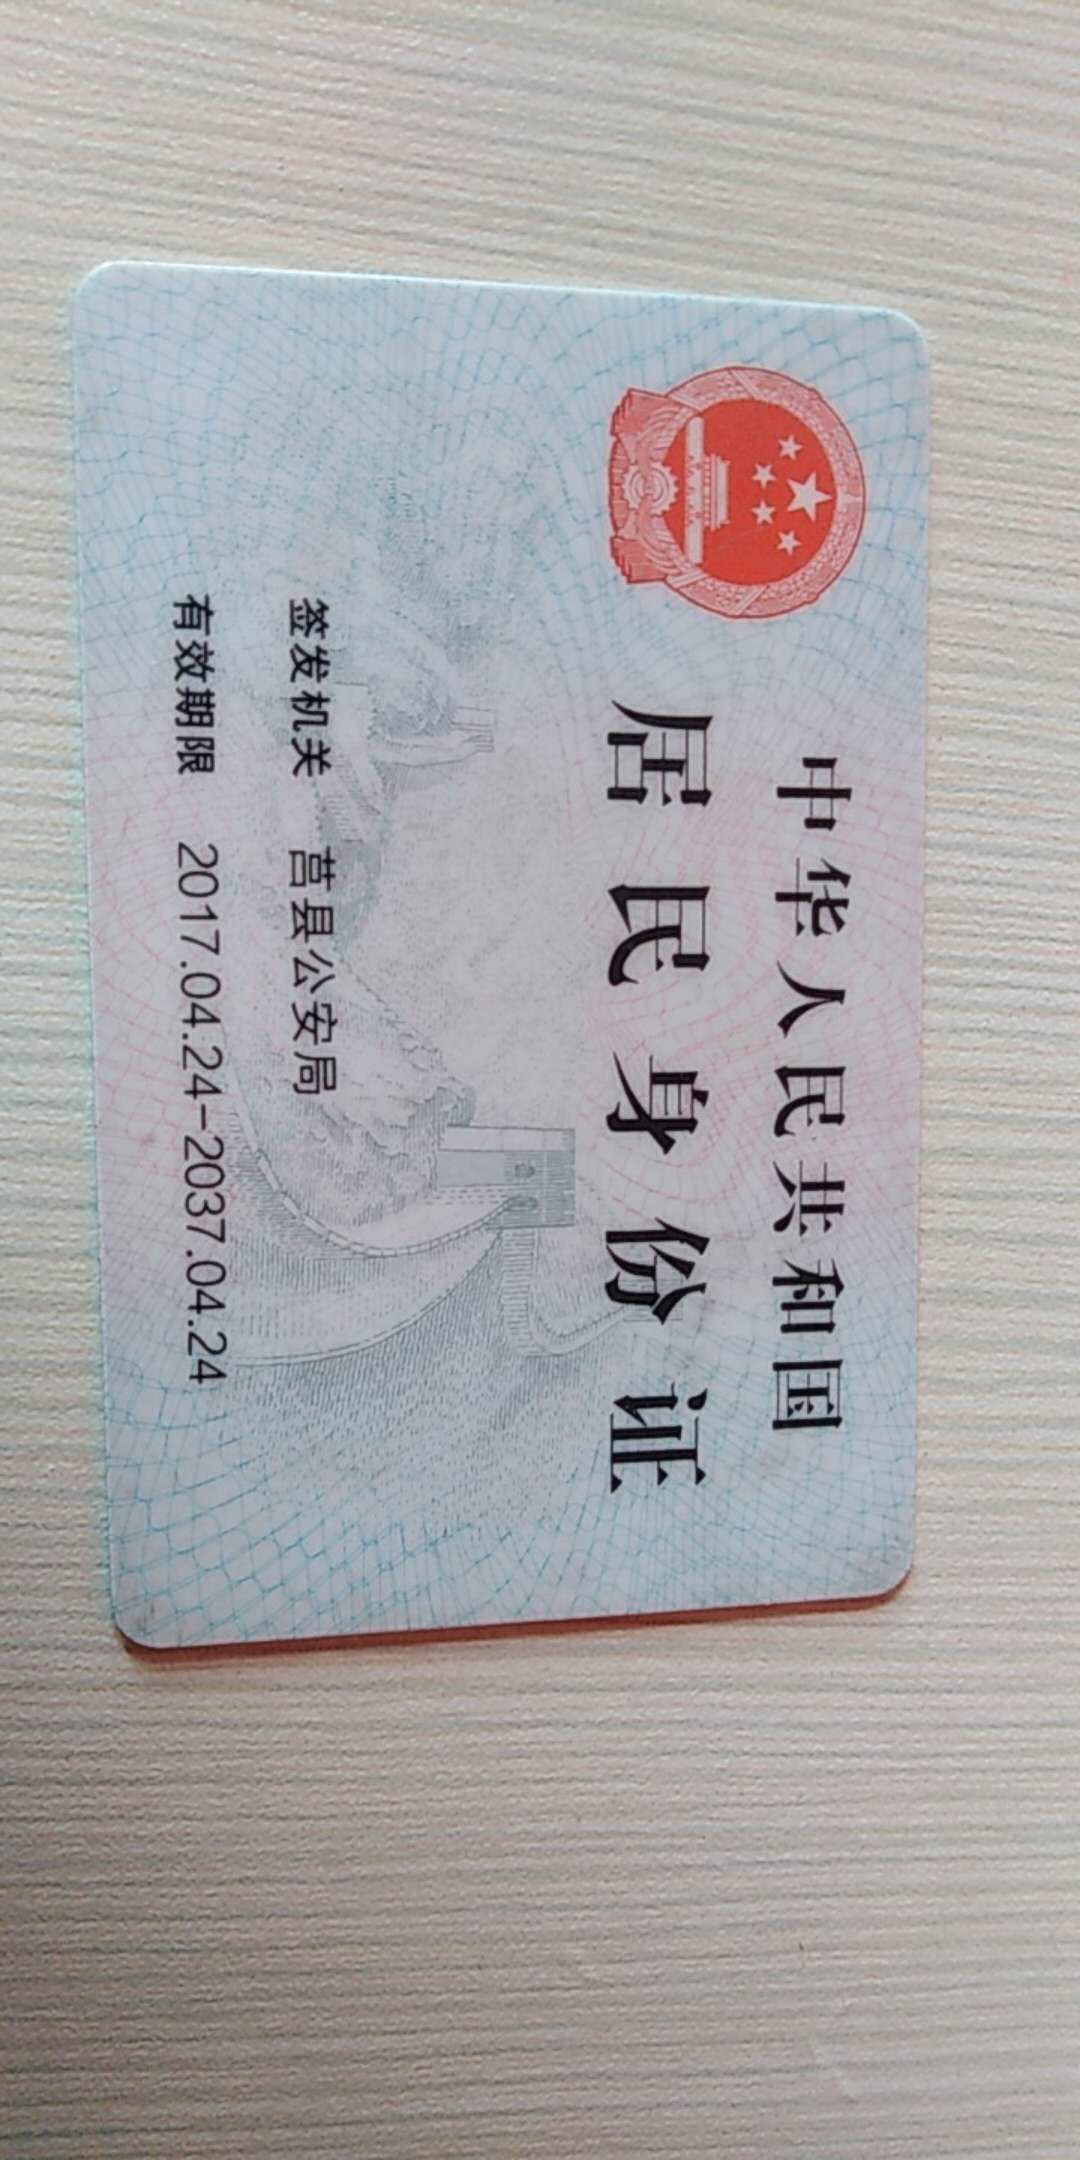 中华人民共和国
居民身份证
签发机关 莒县公安局
有效期限 2017.04.24-2037.04.24